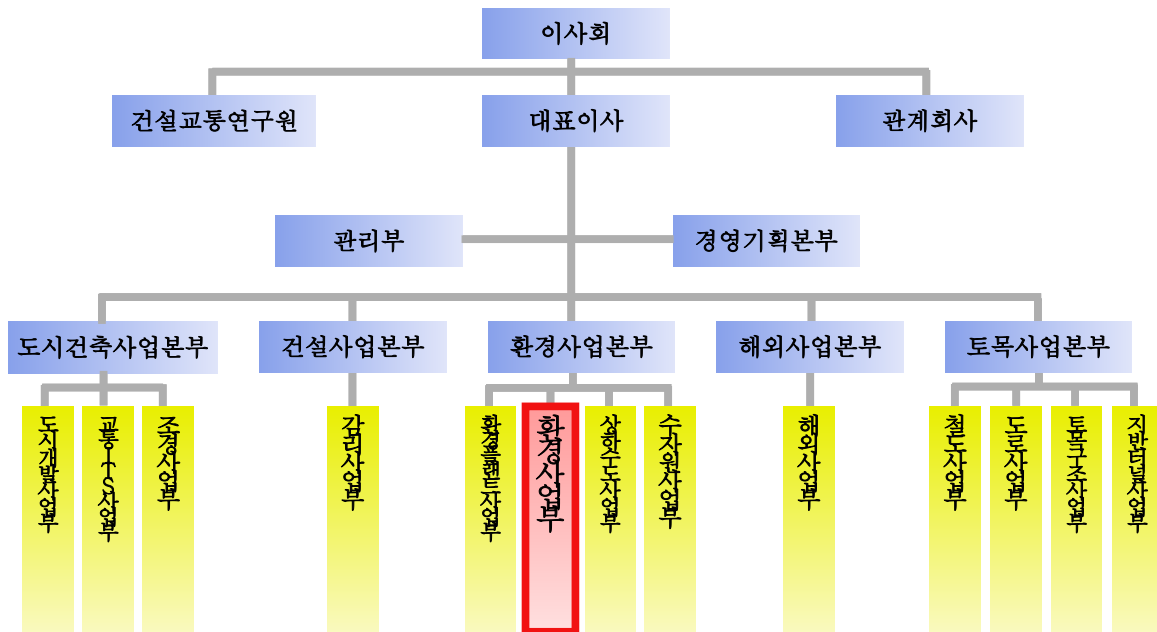 이사회
건설교통연구원
대표이사
관계회사
관리부
경영기획본부
도시건축사업본부
건설사업본부
환경사업본부
해외사업본부
토목사업본부
도시개발사업부
교통ITS사업부
조경사업부
감리사업부
환경플랜트사업부
환경사업부
상하수도사업부
수자원사업부
해외사업부
철도사업부
도로사업부
토목구조사업부
지반터널사업부